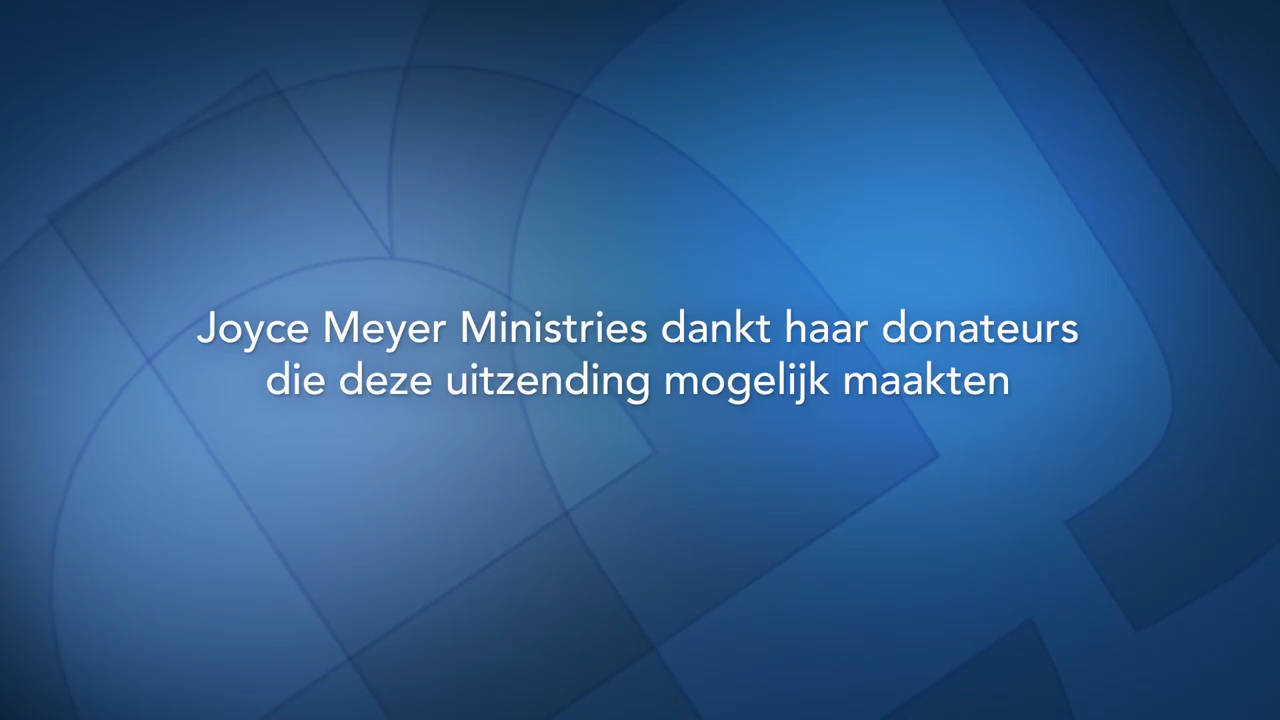 Joyce Meyer Ministries dankt haar donateurs
die deze uitzending mogelijk maakten